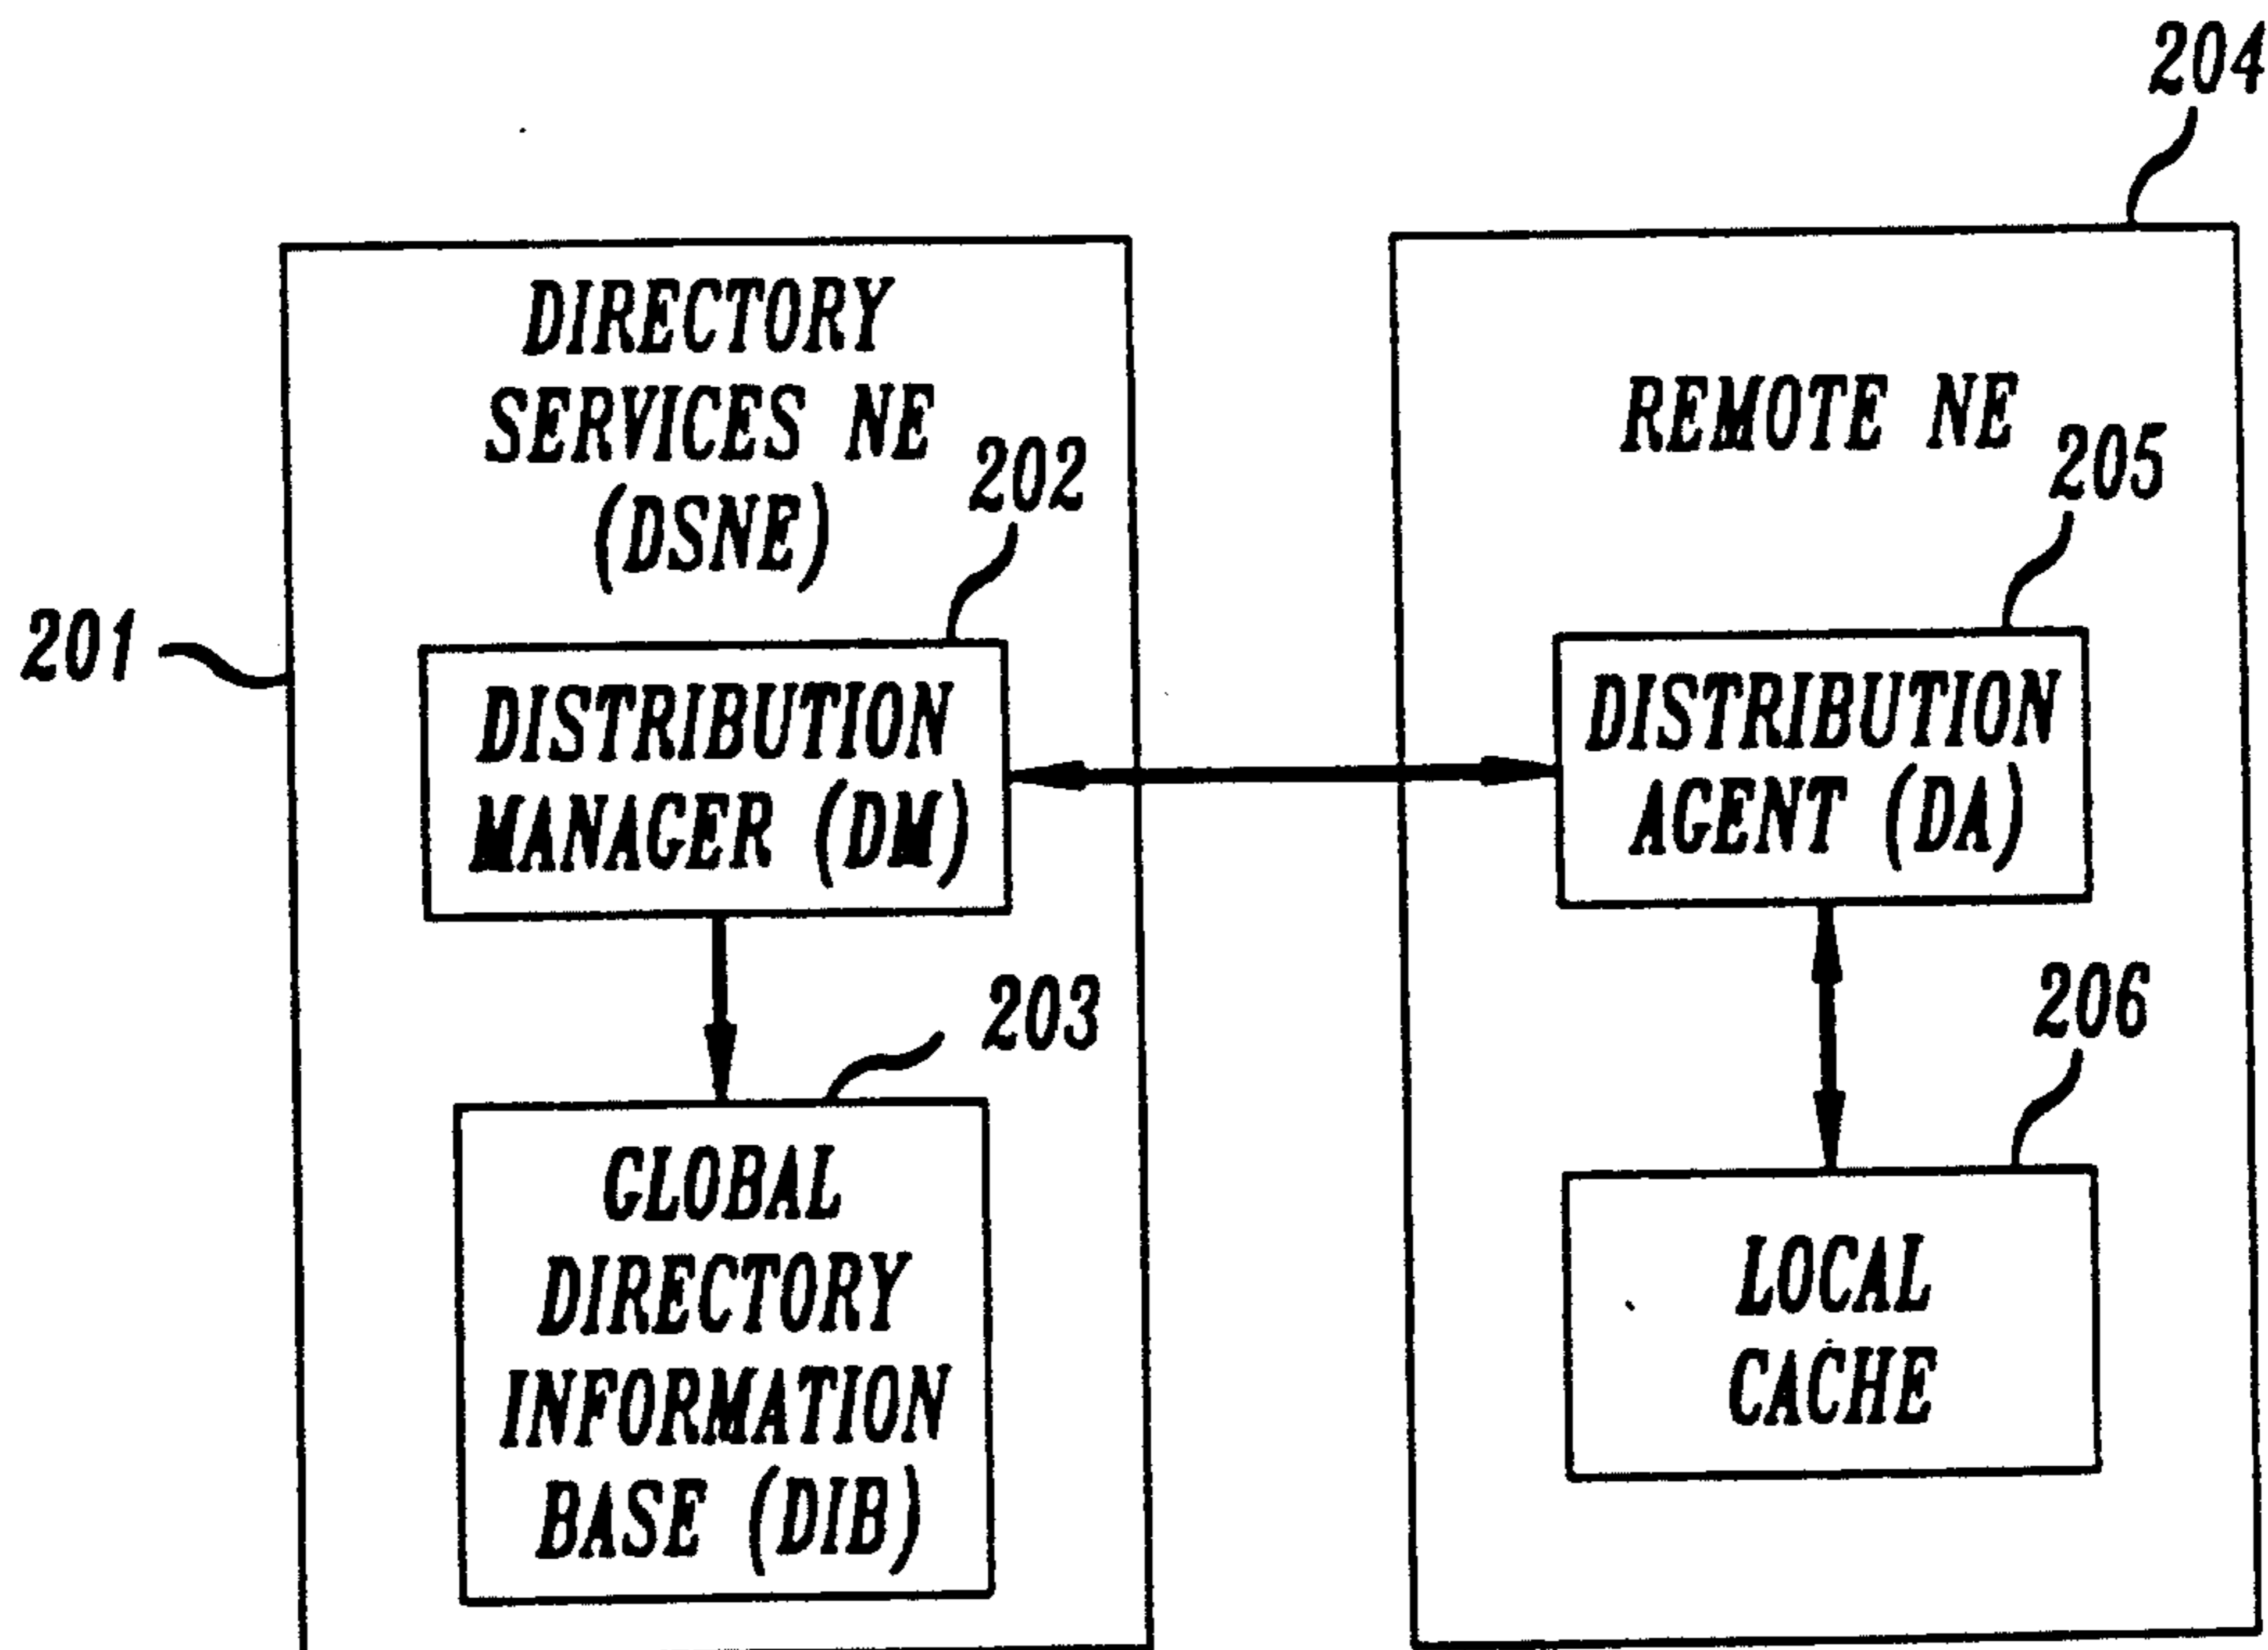 204
DIRECTORY
SERVICES NE
(DSNE)
202
201
DISTRIBUTION
MANAGER (DM)
203
GLOBAL
DIRECTORY
INFORMATION
BASE (DIB)
REMOTE NE
205
DISTRIBUTION
AGENT (DA)
206
LOCAL
CACHE